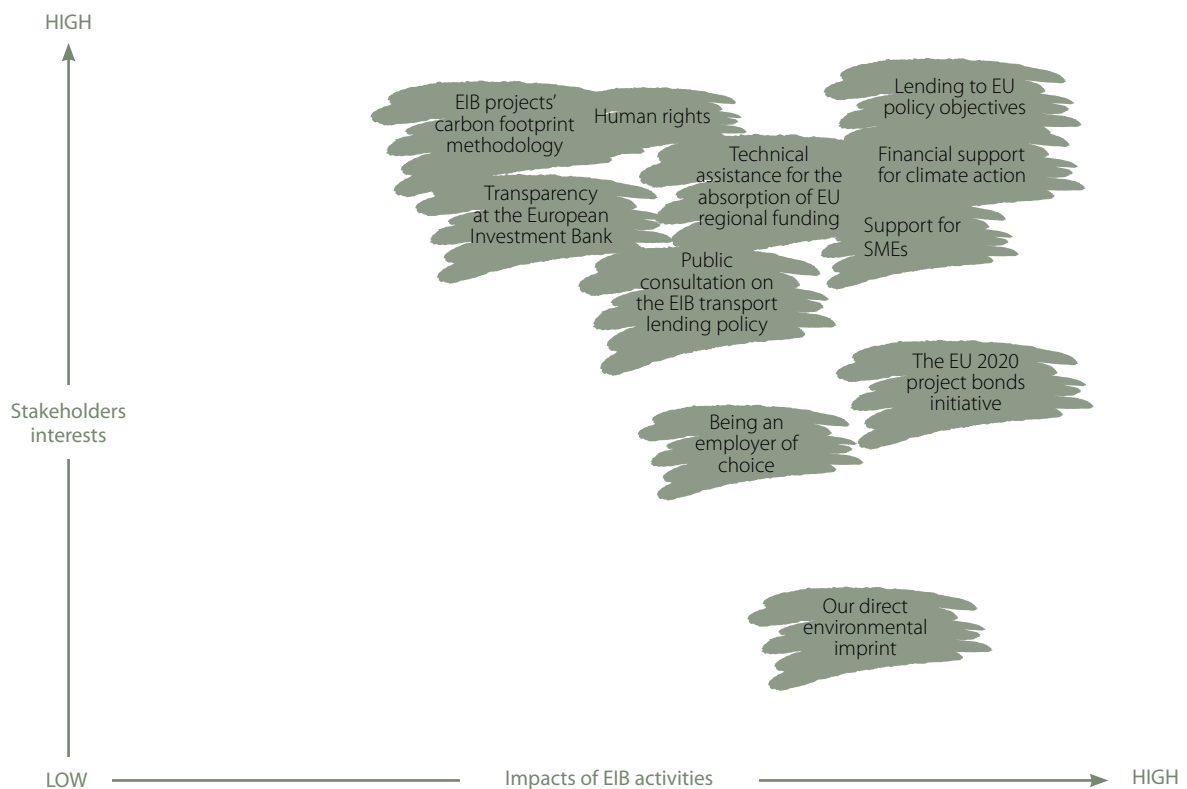 HIGH
EIB projects’
carbon footprint
methodology
Human rights
Lending to EU
policy objectives
Technical
assistance for the
absorption of EU
regional funding
Financial support
for climate action
Transparency
at the European
Investment Bank
Support for
SMEs
Public
consultation on
the EIB transport
lending policy
The EU 2020
project bonds
initiative
Stakeholders
interests
Being an
employer of
choice
Our direct
environmental
imprint
LOW
Impacts of EIB activities
HIGH